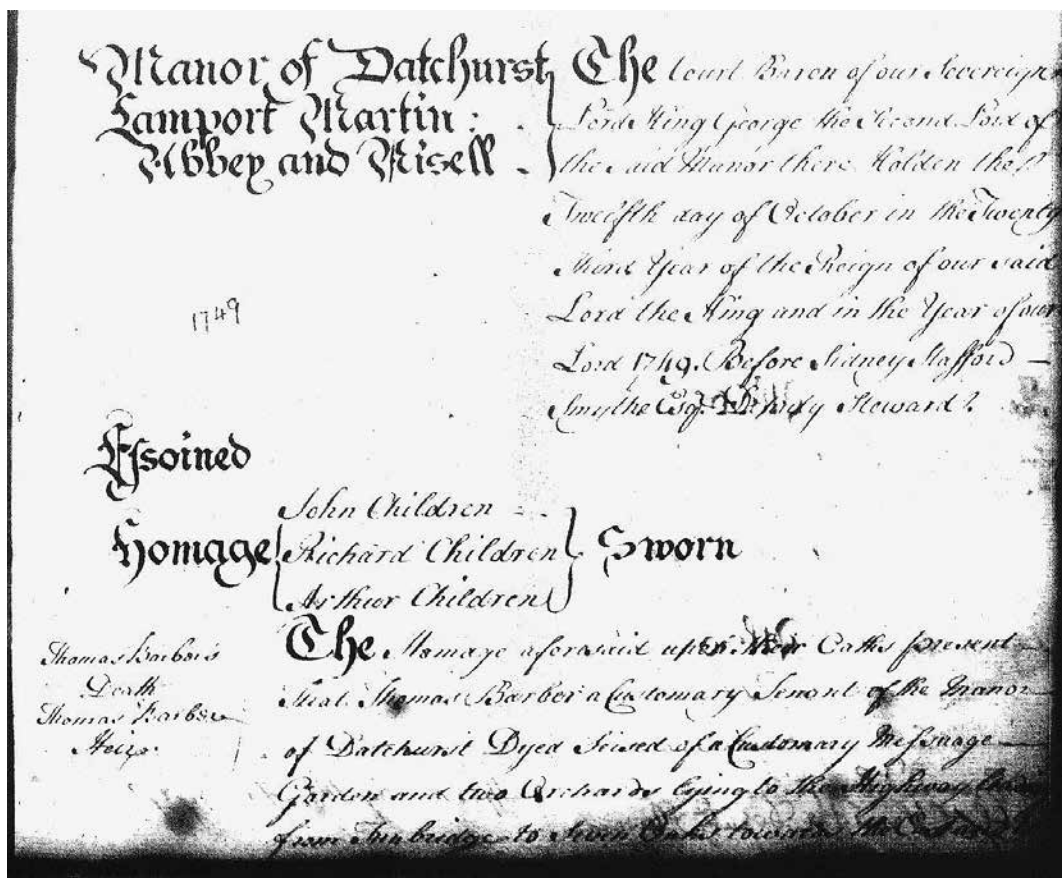 Manor of Datchurst
Lamport Martin :
Abbey and Nisell -
The Court Baron of our Sovereign
Lord King George the Second Lord of
the said Manor there Holden the
Twelfth day of October in the Twenty
third Year of the Reign of our said
Lord the King and in the Year of our
Lord 1749. Before Sidney Stafford —
Smythe Esq. Steward
1749
Essoined
Homage
John Children - -
Richard Children
Arthur Children
Sworn
Thomas Barber's
Death
Thomas Barber
Heir.
The Homage aforesaid upon their Oaths present —
that Thomas Barber a Customary Tenant of the Manor
of Datchurst Dyed Seised of a Customary Messuage —
Garden and two Orchards lying to the Highway
from Tunbridge to Seven Oaks towards the